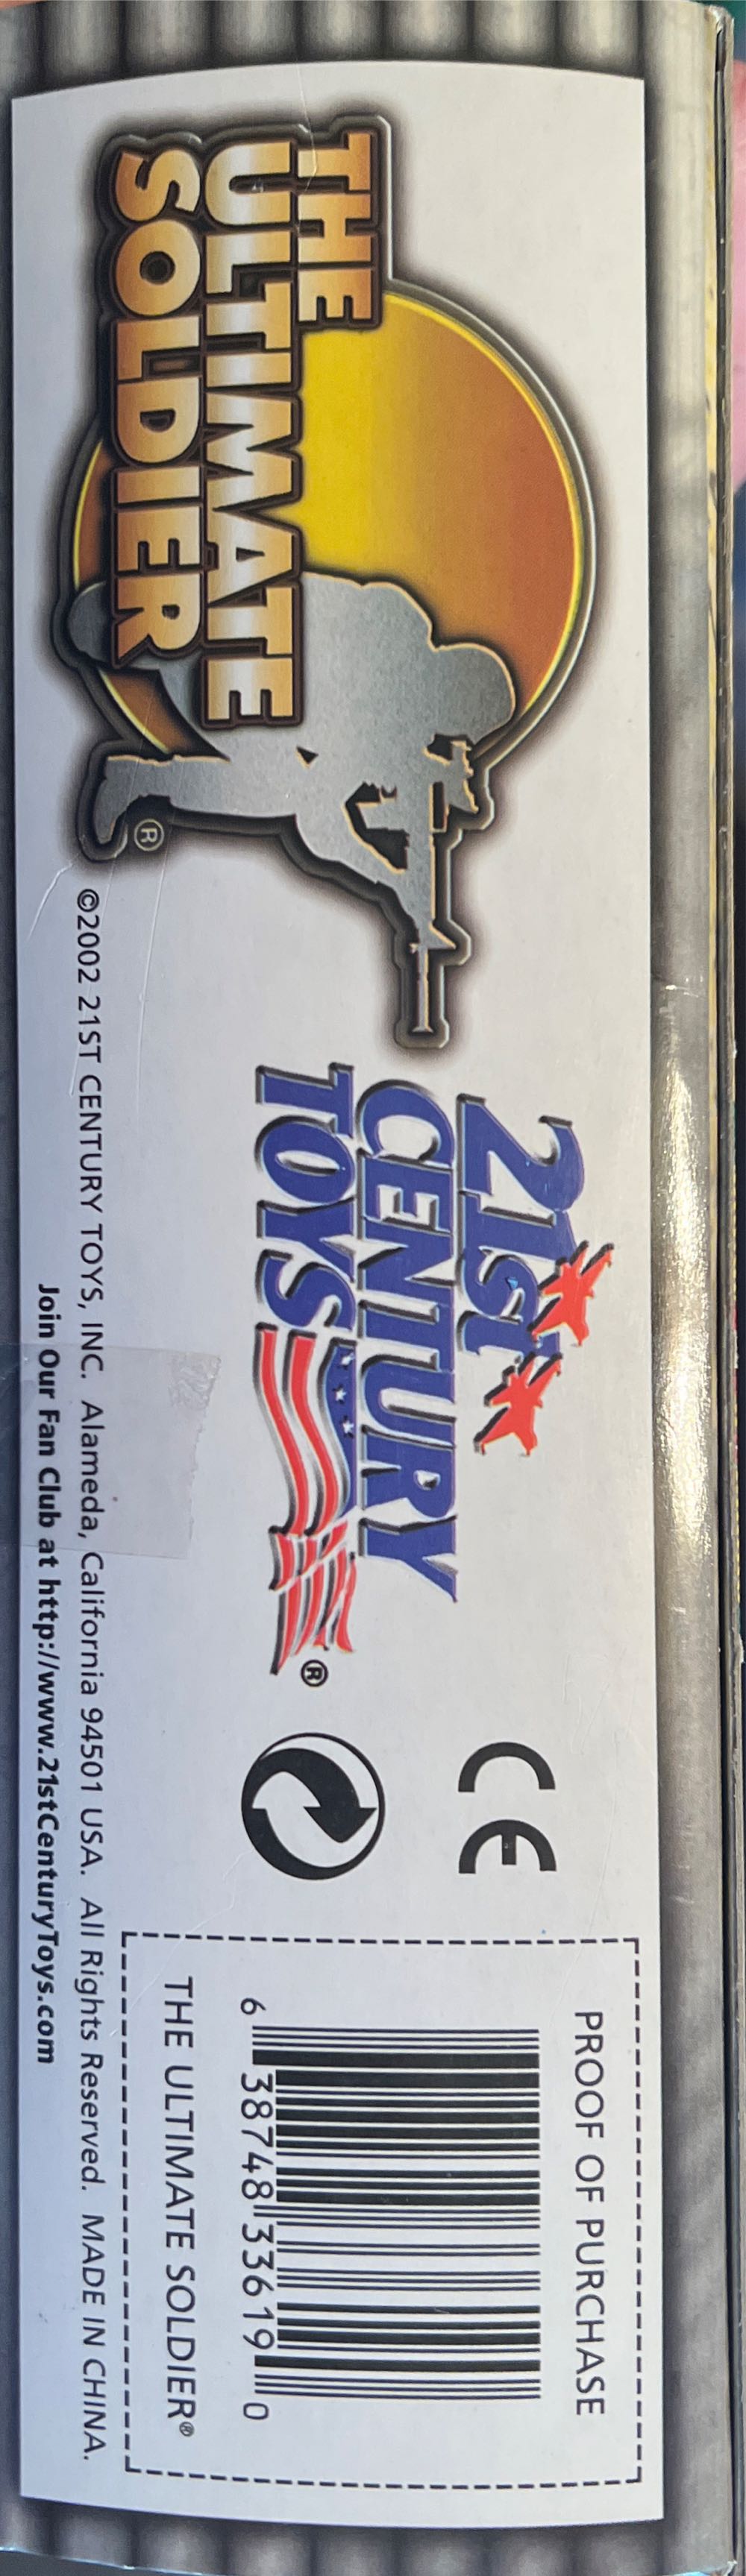 THE
ULTIMATE
SOLDIER
®
21st
CENTURY
TOYS
®
CE
PROOF OF PURCHASE
6 38748 33619 0
THE ULTIMATE SOLDIER®
©2002 21ST CENTURY TOYS, INC. Alameda, California 94501 USA. All Rights Reserved. MADE IN CHINA.
Join Our Fan Club at http://www.21stCenturyToys.com